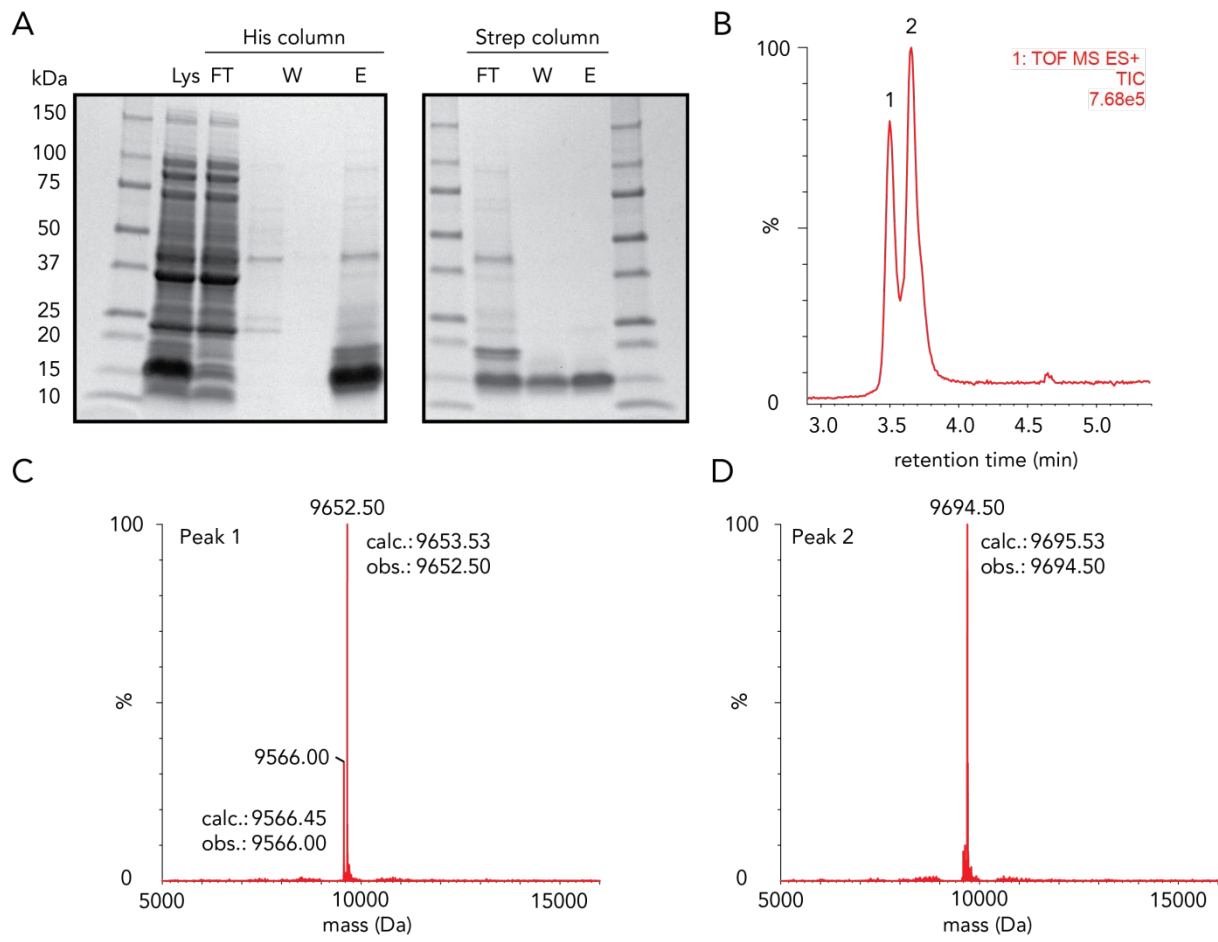 A
His column
Strep column
kDa
Lys FT W E
FT W E
150
100
75
50
37
25
20
15
10
B
1
2
1: TOF MS ES+
TIC
7.68e5
100
%
0
3.0 3.5 4.0 4.5 5.0
retention time (min)
C
9652.50
100
Peak 1
calc.: 9653.53
obs.: 9652.50
%
9566.00
calc.: 9566.45
obs.: 9566.00
0
5000 10000 15000
mass (Da)
D
9694.50
100
Peak 2
calc.: 9695.53
obs.: 9694.50
%
0
5000 10000 15000
mass (Da)